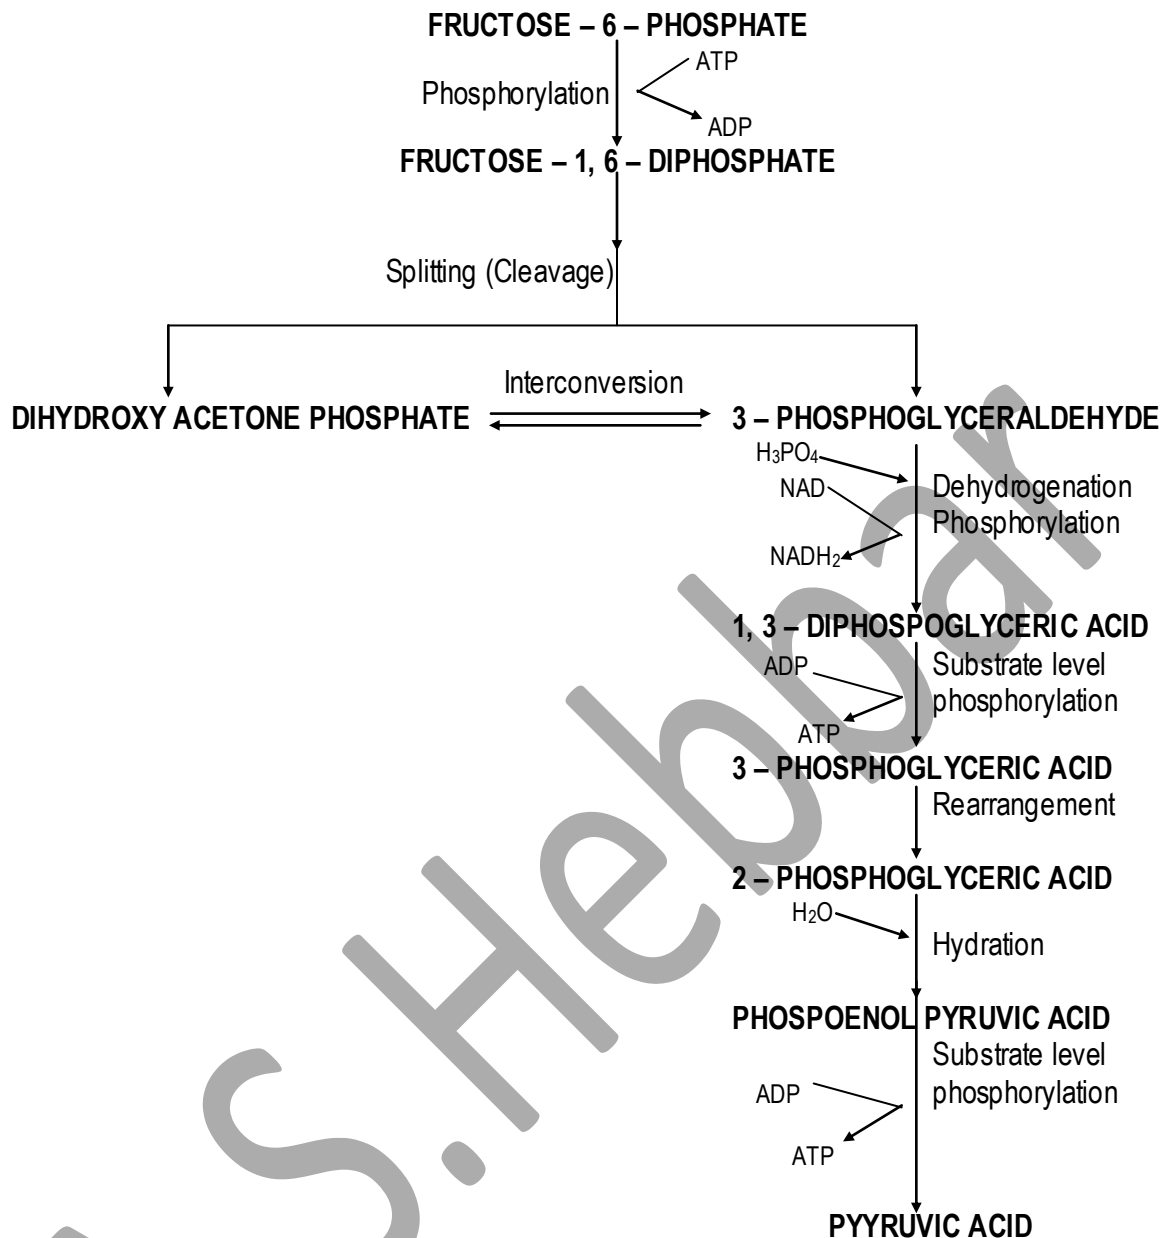 FRUCTOSE – 6 – PHOSPHATE
ATP
Phosphorylation
ADP
FRUCTOSE – 1, 6 – DIPHOSPHATE
Splitting (Cleavage)
Interconversion
DIHYDROXY ACETONE PHOSPHATE
3 – PHOSPHOGLYCERALDEHYDE
H₃PO₄
NAD
Dehydrogenation
Phosphorylation
NADH₂
1, 3 – DIPHOSPOGLYCERIC ACID
ADP
Substrate level
phosphorylation
ATP
3 – PHOSPHOGLYCERIC ACID
Rearrangement
2 – PHOSPHOGLYCERIC ACID
H₂O
Hydration
PHOSPOENOL PYRUVIC ACID
Substrate level
phosphorylation
ADP
ATP
PYYRUVIC ACID
S.Hebbar